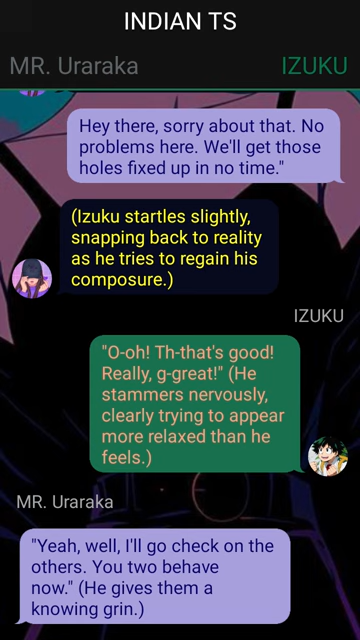 INDIAN TS
MR. Uraraka
IZUKU
Hey there, sorry about that. No
problems here. We'll get those
holes fixed up in no time."
(Izuku startles slightly,
snapping back to reality
as he tries to regain his
composure.)
IZUKU
"O-oh! Th-that's good!
Really, g-great!" (He
stammers nervously,
clearly trying to appear
more relaxed than he
feels.)
MR. Uraraka
"Yeah, well, I'll go check on the
others. You two behave
now." (He gives them a
knowing grin.)